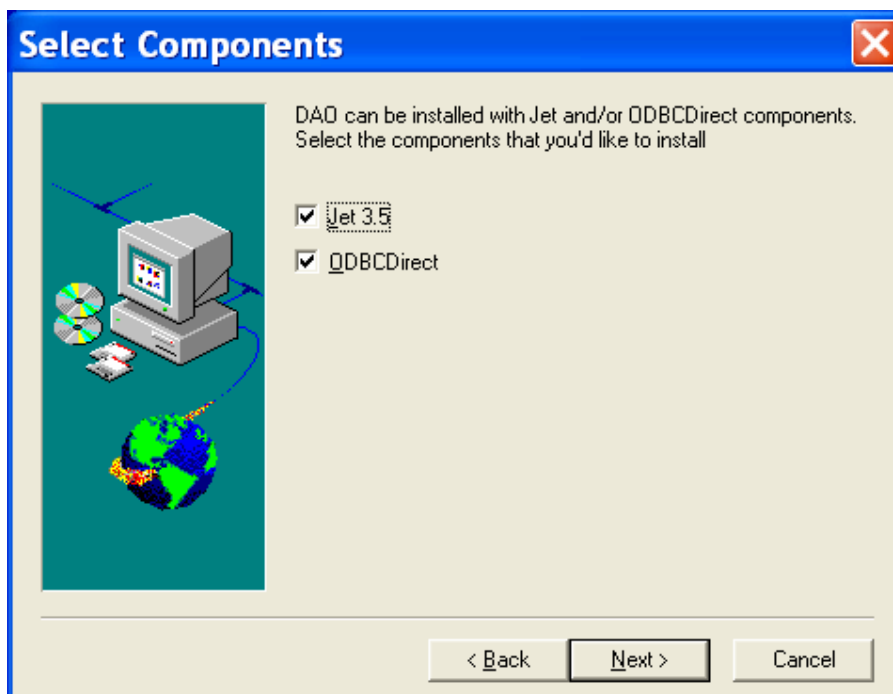 Select Components
DAO can be installed with Jet and/or ODBCDirect components.
Select the components that you'd like to install
Jet 3.5
ODBCDirect
< Back
Next >
Cancel